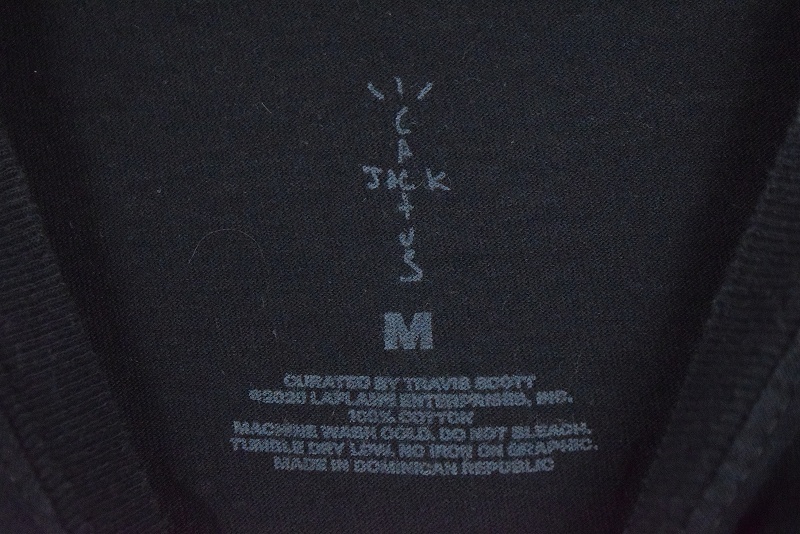 CACTUS
JACK
M
CURATED BY TRAVIS SCOTT
©2020 LAFLAME ENTERPRISES, INC.
100% COTTON
MACHINE WASH COLD. DO NOT BLEACH.
TUMBLE DRY LOW. NO IRON ON GRAPHIC.
MADE IN DOMINICAN REPUBLIC